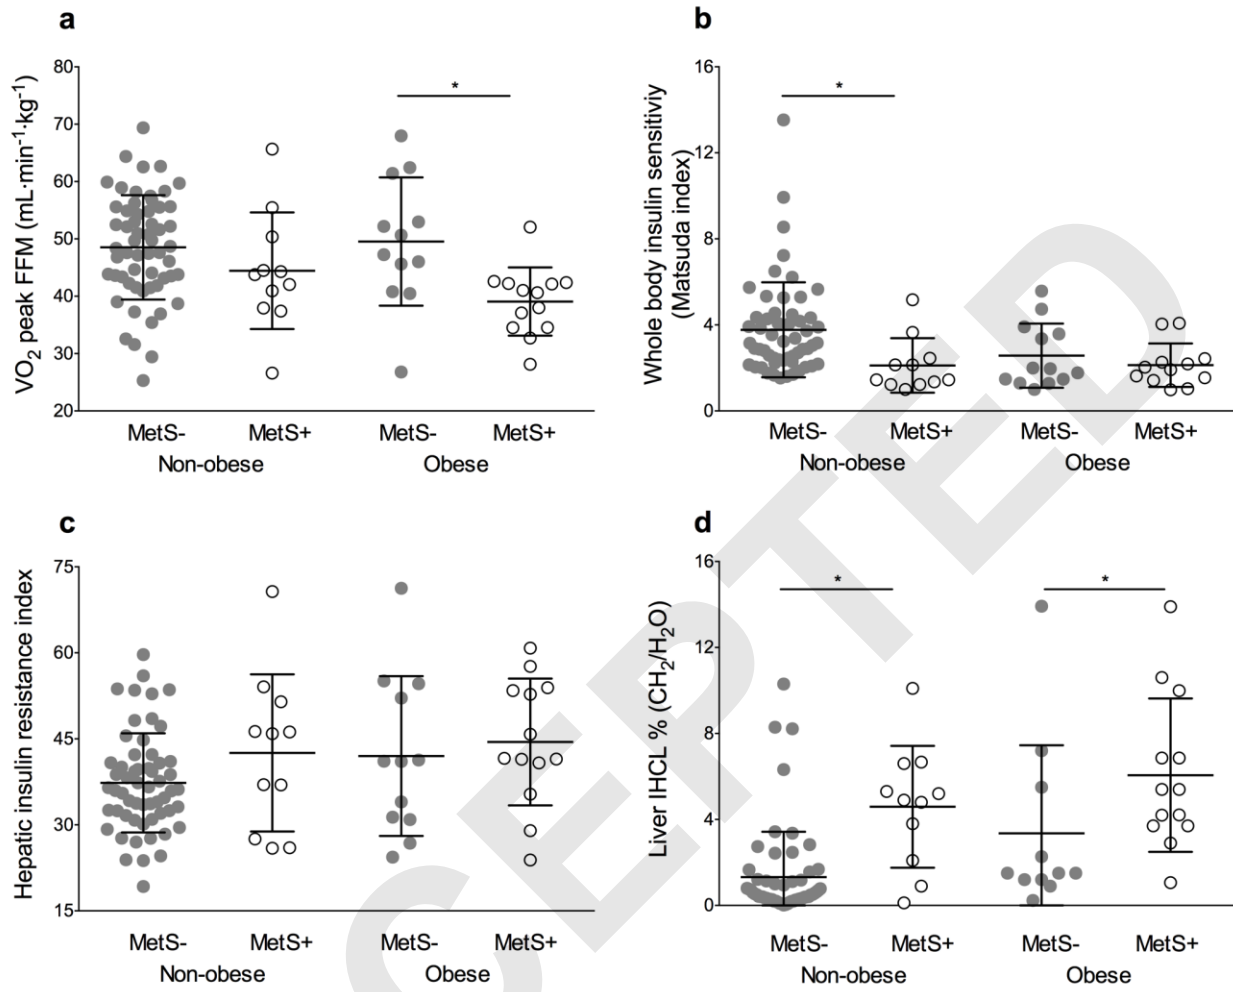 a
VO2 peak FFM (mL·min-1·kg-1)
80
70
60
50
40
30
20
*
MetS- MetS+ MetS- MetS+
Non-obese Obese
b
Whole body insulin sensitiviy
(Matsuda index)
16
12
8
4
0
*
MetS- MetS+ MetS- MetS+
Non-obese Obese
c
Hepatic insulin resistance index
75
60
45
30
15
MetS- MetS+ MetS- MetS+
Non-obese Obese
d
Liver IHCL % (CH2/H2O)
16
12
8
4
0
* *
MetS- MetS+ MetS- MetS+
Non-obese Obese
CEPTED